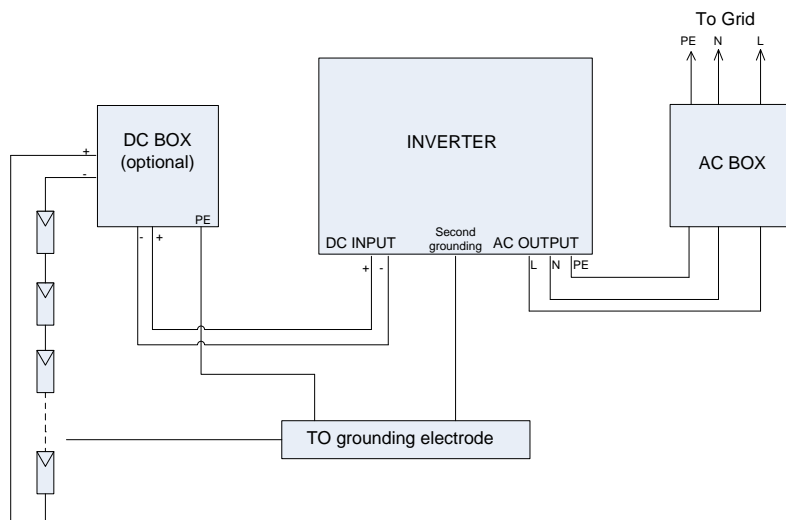 To Grid
PE N L
DC BOX
(optional)
+
-
PE
- +
INVERTER
DC INPUT
Second
grounding
AC OUTPUT
+ -
L N PE
AC BOX
TO grounding electrode